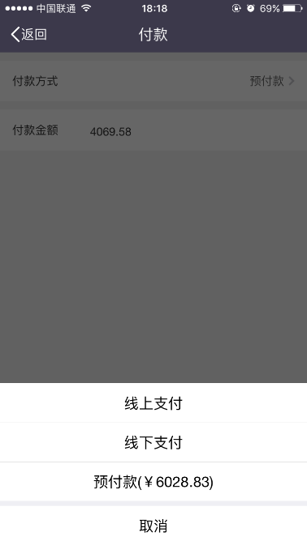 中国联通 18:18 69%
返回 付款
付款方式 预付款
付款金额 4069.58
线上支付
线下支付
预付款(￥6028.83)
取消